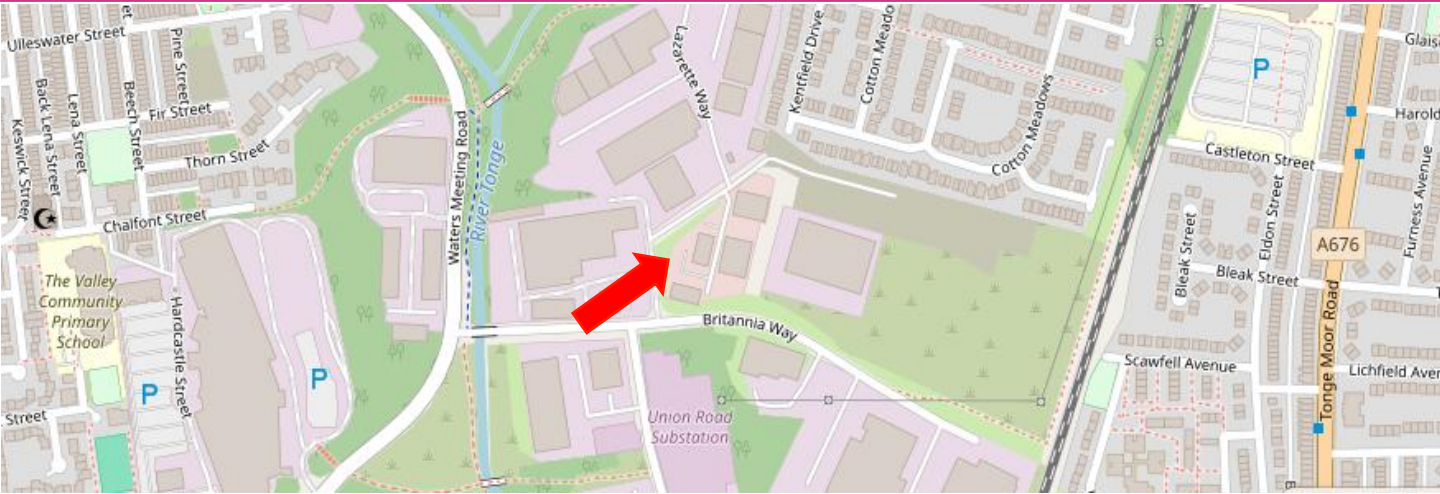 Ulleswater Street
Pine Street
Back Lena Street
Lena Street
Beech Street
Keswick Street
Fir Street
Thorn Street
Chalfont Street
The Valley
Community
Primary
School
Hardcastle Street
P
P
Street
Waters Meeting Road
River Tonge
Lazarette Way
Kentfield Drive
Cotton Meado
Cotton Meadows
Britannia Way
Union Road
Substation
P
Castleton Street
Eldon Street
Bleak Street
Bleak Street
Scawfell Avenue
A676
Tonge Moor Road
Glais
Harold
Furness Avenue
Lichfield Aven